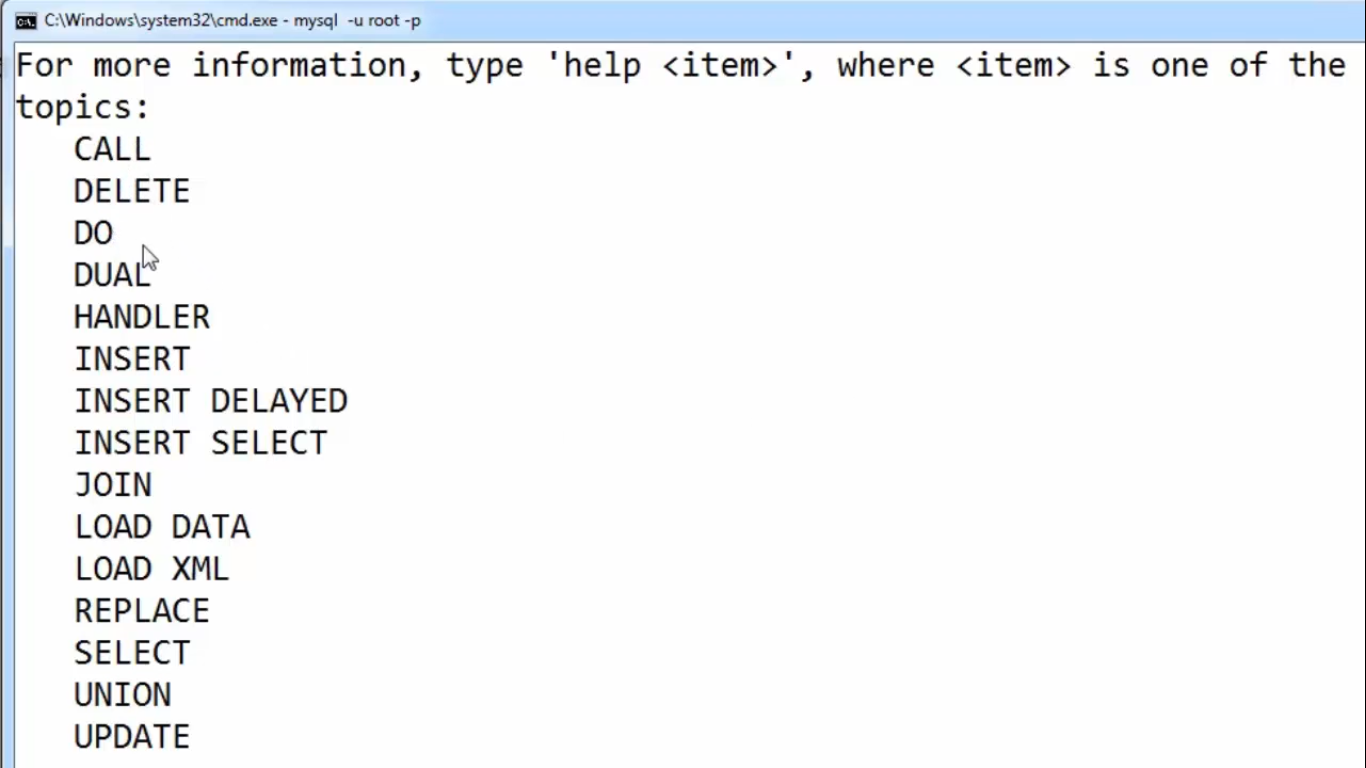 C:\Windows\system32\cmd.exe - mysql -u root -p
For more information, type 'help <item>', where <item> is one of the
topics:
CALL
DELETE
DO
DUAL
HANDLER
INSERT
INSERT DELAYED
INSERT SELECT
JOIN
LOAD DATA
LOAD XML
REPLACE
SELECT
UNION
UPDATE